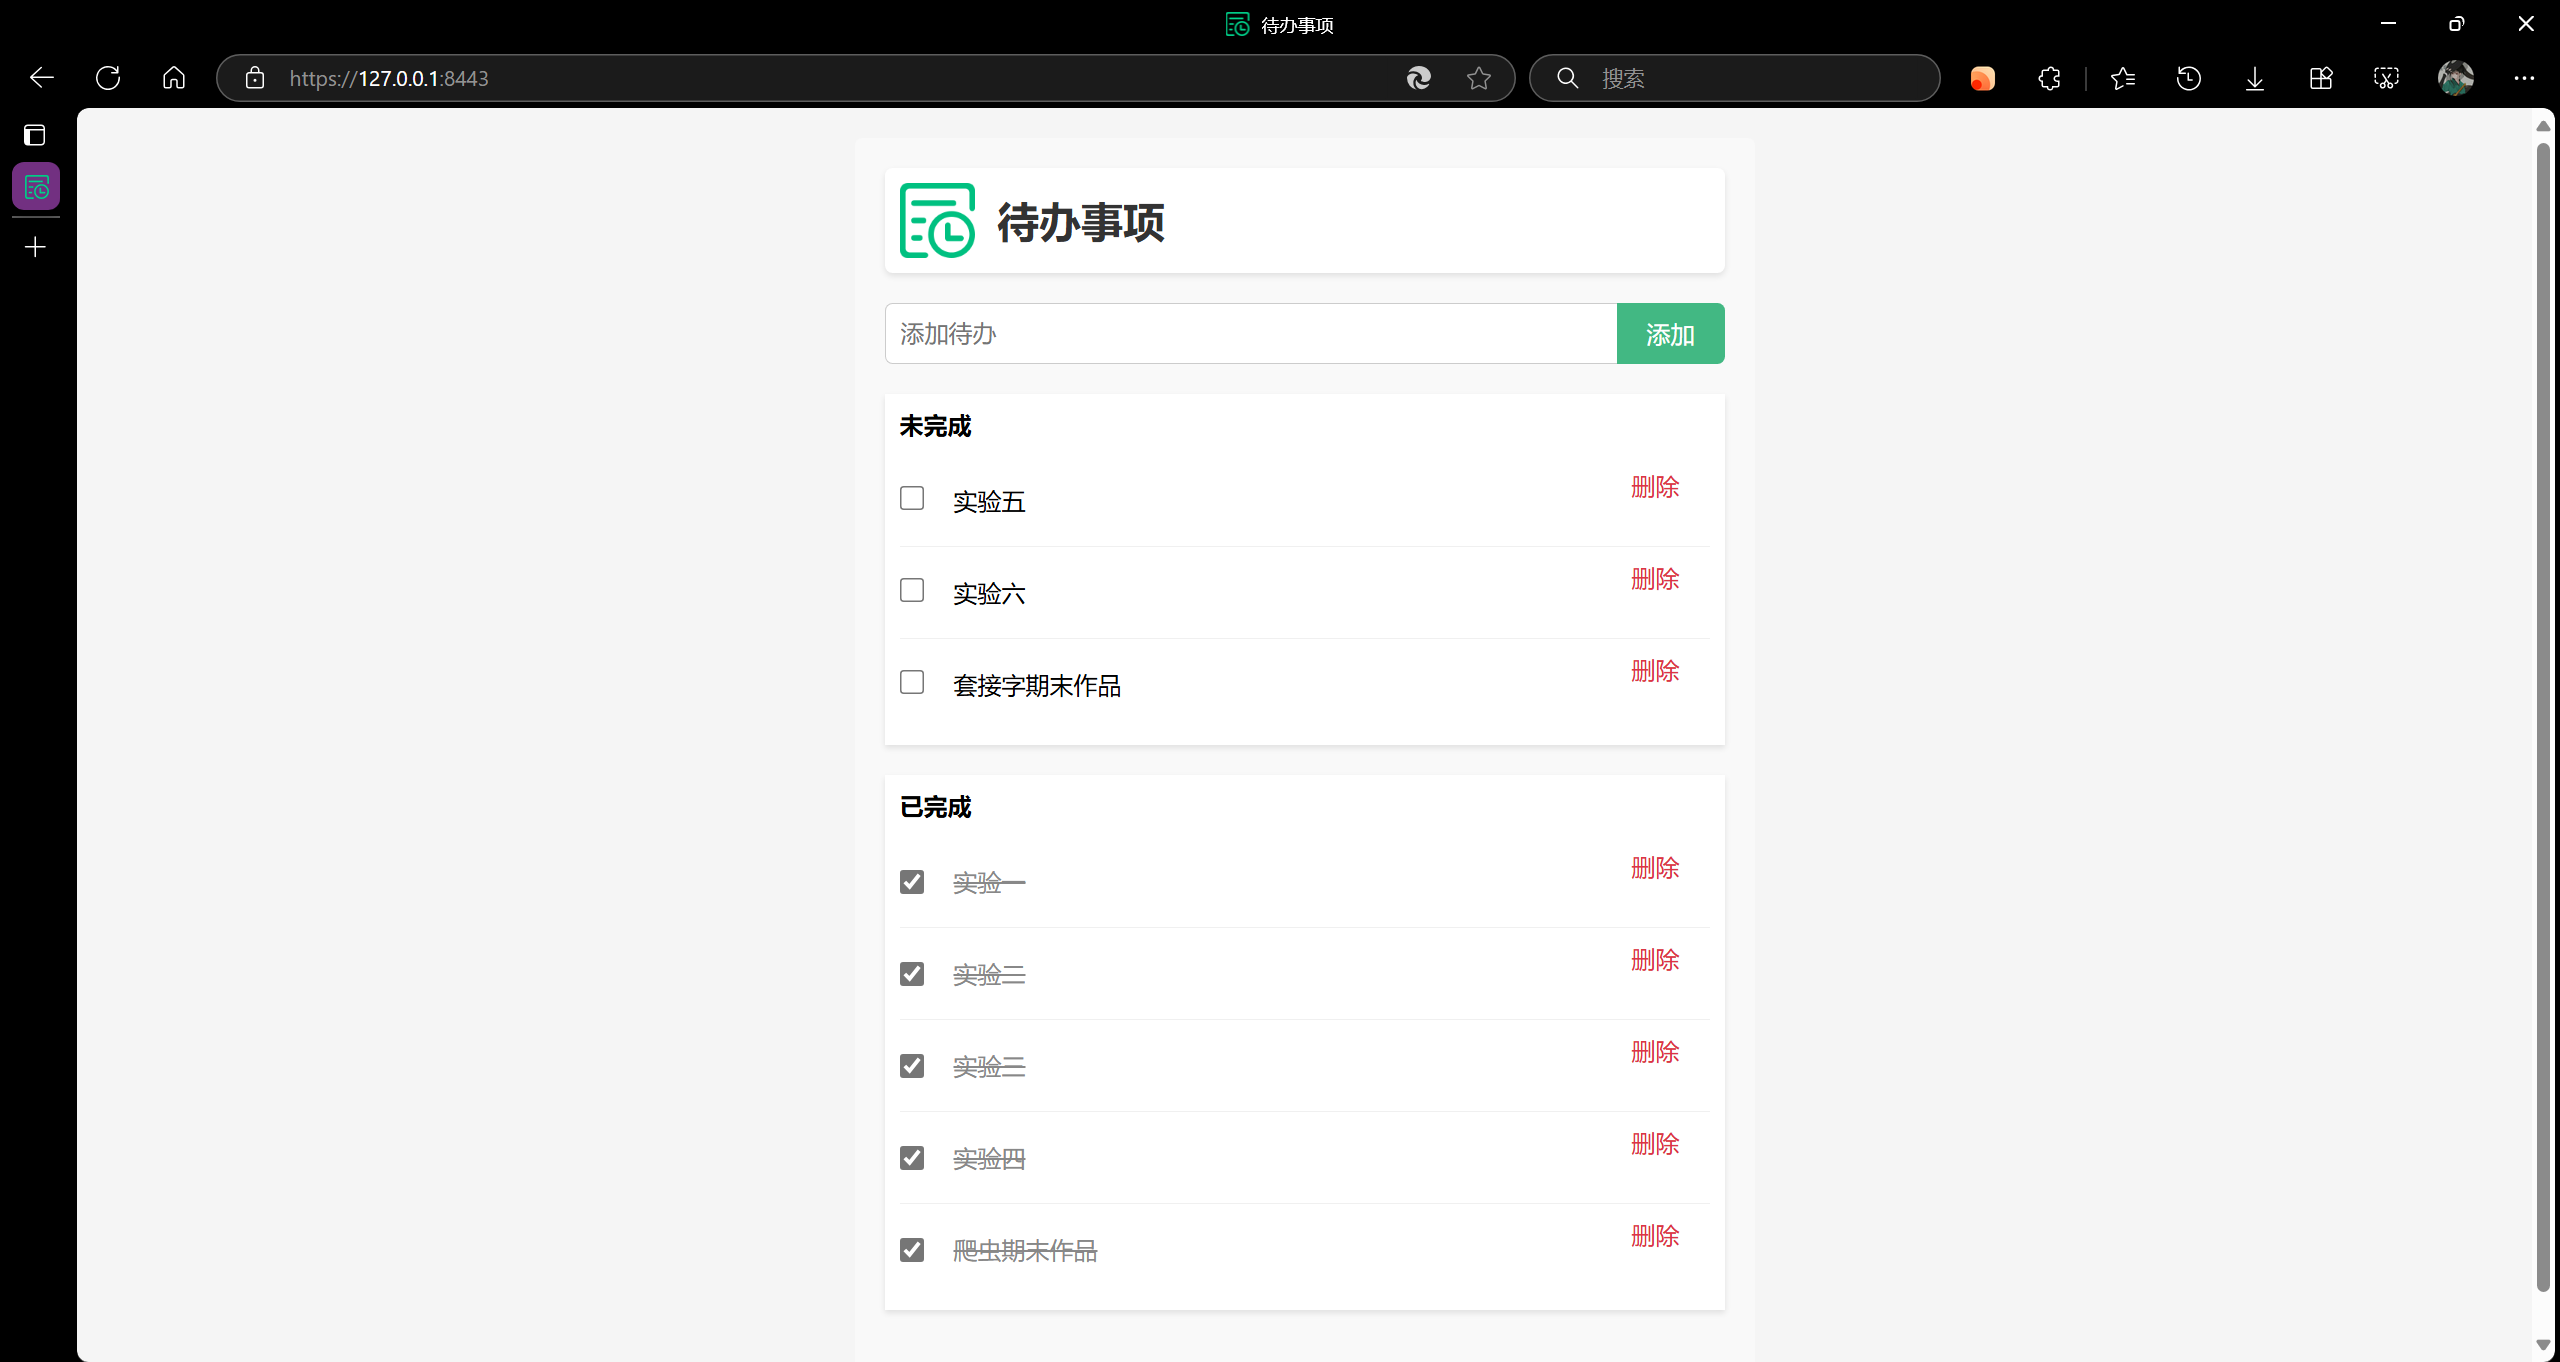 待办事项
https://127.0.0.1:8443
搜索
待办事项
添加待办
添加
未完成
实验五
删除
实验六
删除
套接字期末作品
删除
已完成
实验一
删除
实验二
删除
实验三
删除
实验四
删除
爬虫期末作品
删除